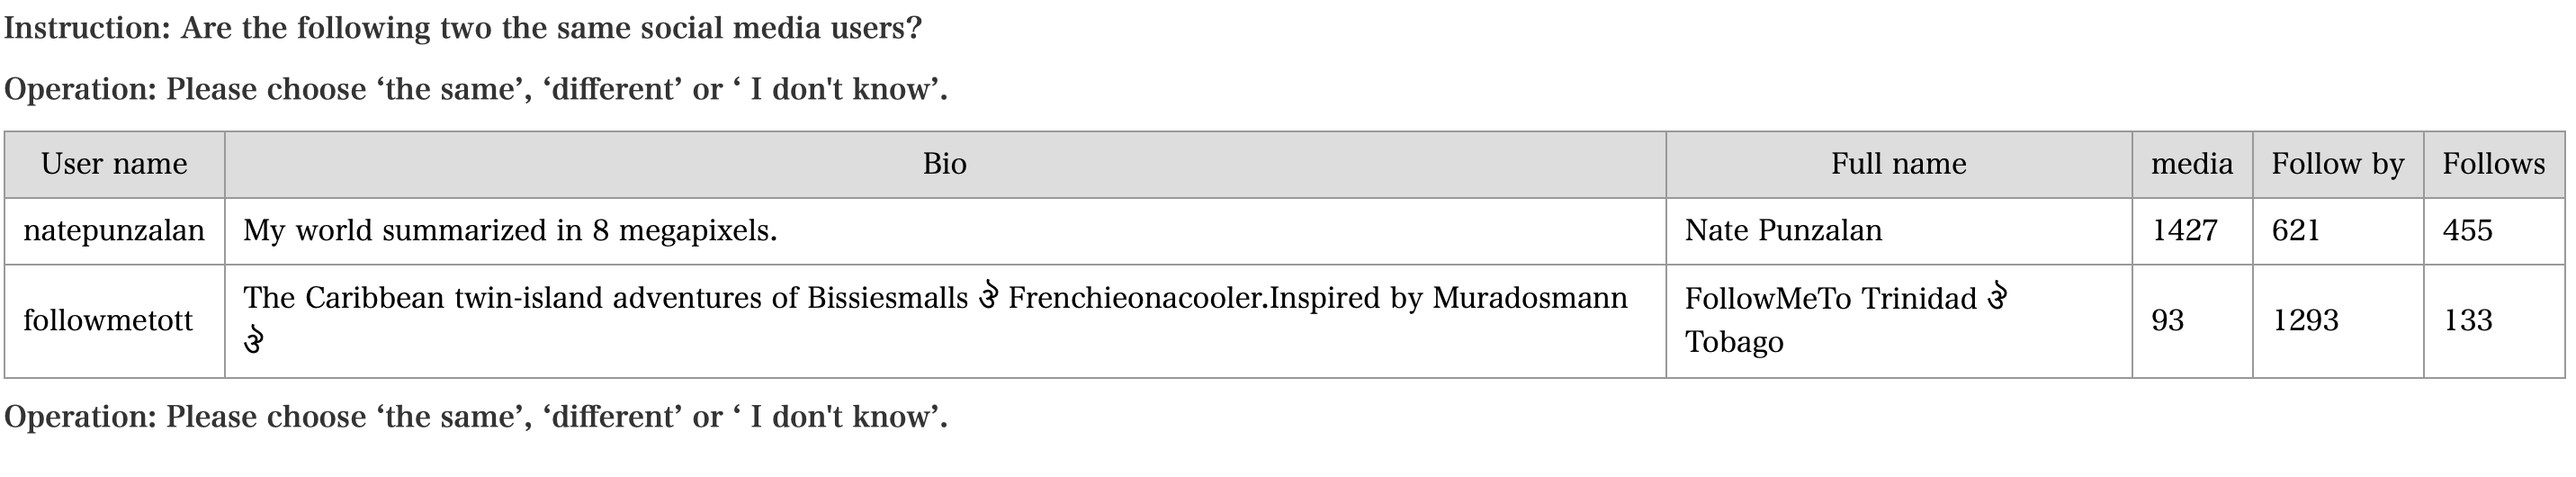 Instruction: Are the following two the same social media users?
Operation: Please choose ‘the same’, ‘different’ or ‘ I don't know’.
User name Bio Full name media Follow by Follows
natepunzalan My world summarized in 8 megapixels. Nate Punzalan 1427 621 455
followmetott The Caribbean twin-island adventures of Bissiesmalls Frenchieonacooler.Inspired by Muradosmann FollowMeTo Trinidad Tobago 93 1293 133
Operation: Please choose ‘the same’, ‘different’ or ‘ I don't know’.